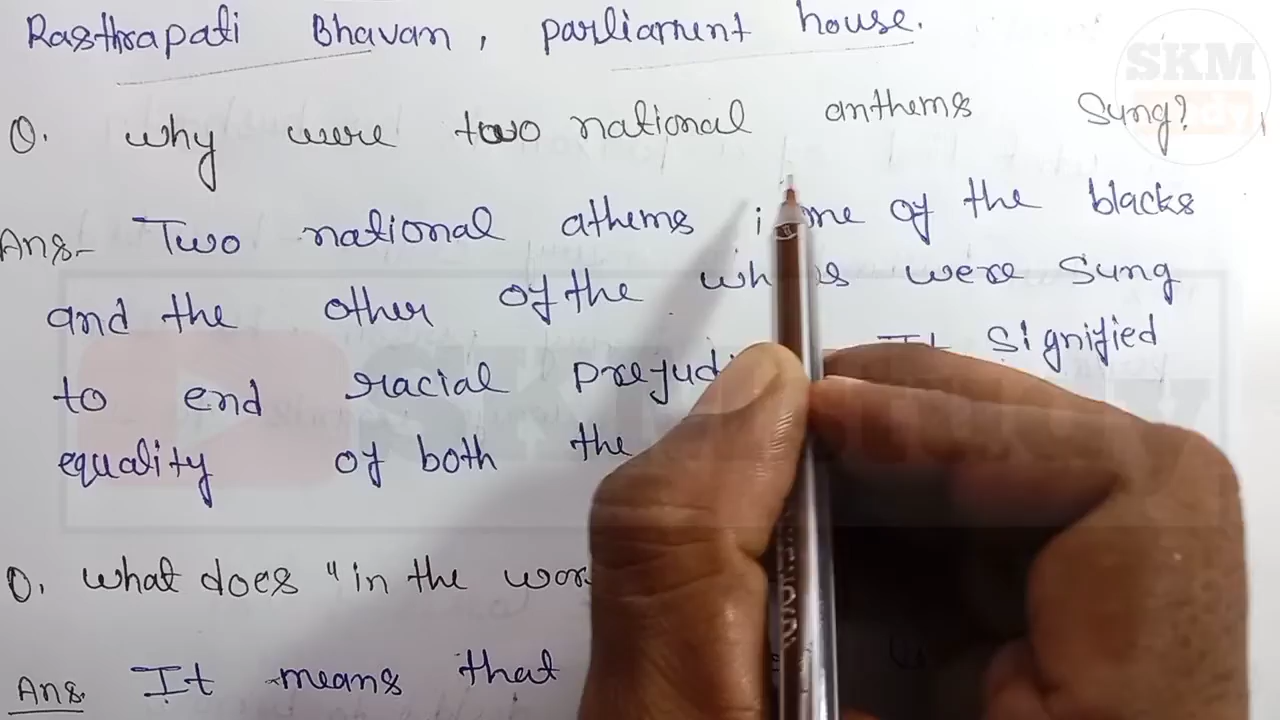 Rasthrapati Bhavan, parliament house.
SKM
Study
Q. why were two national anthems Sung?
Ans- Two national athems of the blacks
and the other of the were Sung
to end racial signified
equality of both the
Q. what does "in the
Ans. It means that